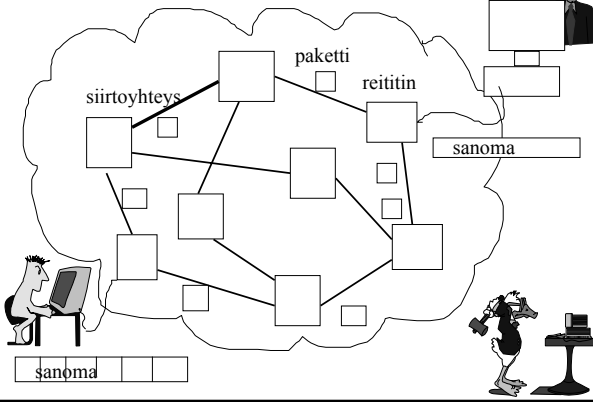 paketti
reititin
siirtoyhteys
sanoma
sanoma